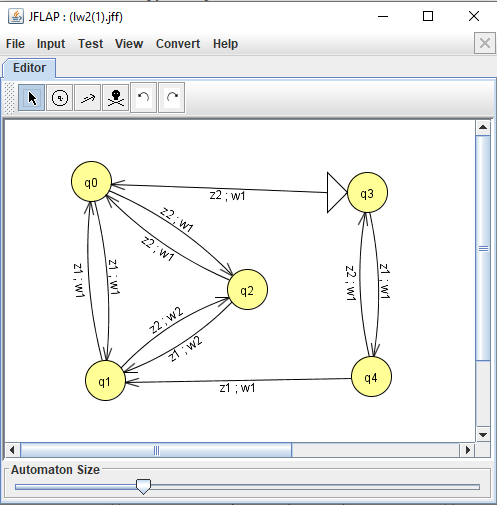 JFLAP : (lw2(1).jff)
File Input Test View Convert Help
Editor
q0
q3
z2 ; w1
z2 ; w1
z2 ; w1
z1 ; w1
z1 ; w1
q2
z2 ; w1
z1 ; w1
z2 ; w2
z1 ; w2
q1
q4
z1 ; w1
Automaton Size